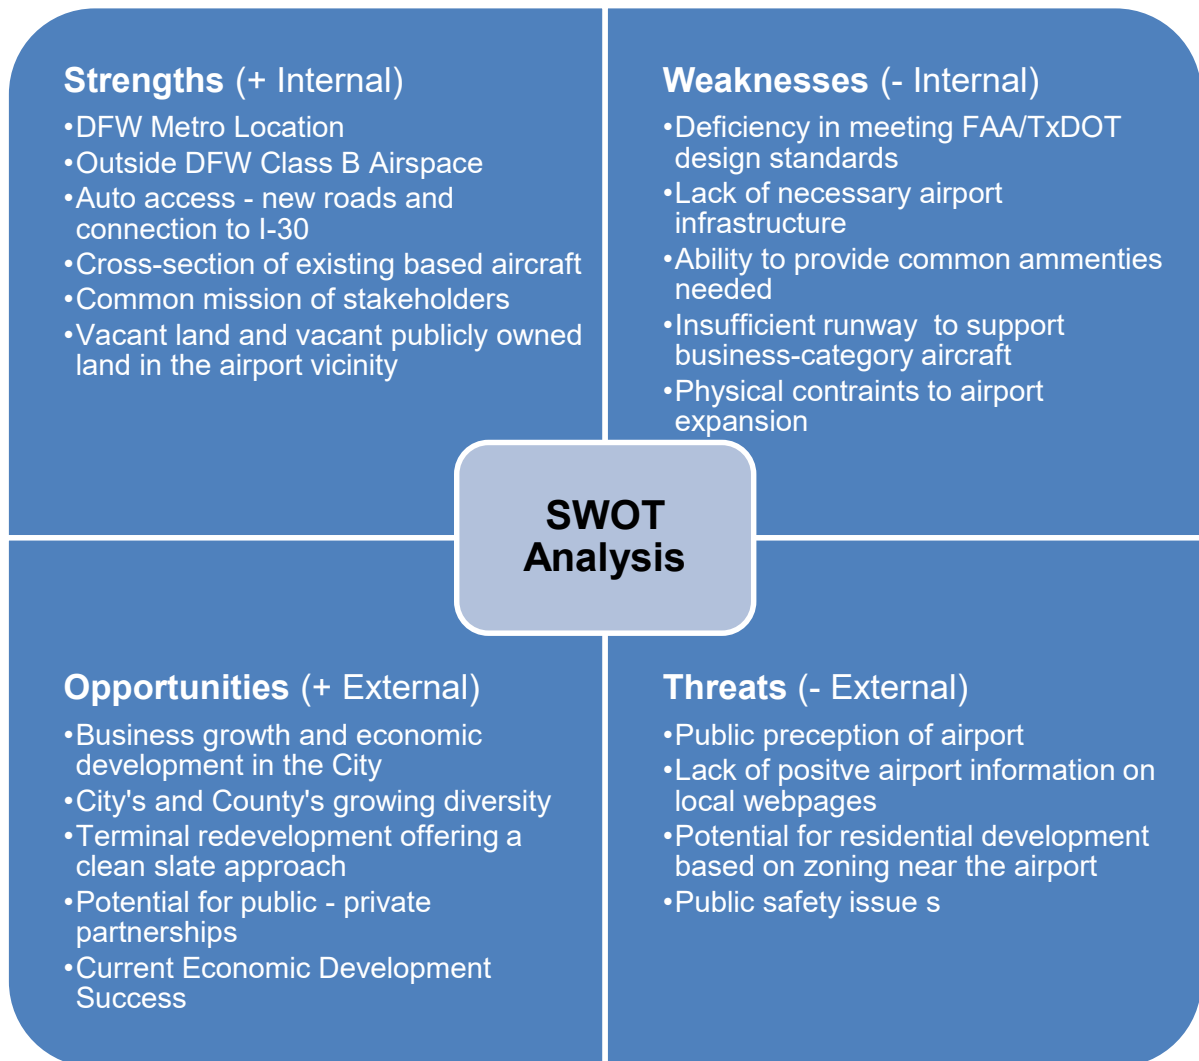 Strengths (+ Internal)
•DFW Metro Location
•Outside DFW Class B Airspace
•Auto access - new roads and
connection to I-30
•Cross-section of existing based aircraft
•Common mission of stakeholders
•Vacant land and vacant publicly owned
land in the airport vicinity
Weaknesses (- Internal)
•Deficiency in meeting FAA/TxDOT
design standards
•Lack of necessary airport
infrastructure
•Ability to provide common ammenties
needed
•Insufficient runway  to support
business-category aircraft
•Physical contraints to airport
expansion
SWOT
Analysis
Opportunities (+ External)
•Business growth and economic
development in the City
•City's and County's growing diversity
•Terminal redevelopment offering a
clean slate approach
•Potential for public - private
partnerships
•Current Economic Development
Success
Threats (- External)
•Public preception of airport
•Lack of positve airport information on
local webpages
•Potential for residential development
based on zoning near the airport
•Public safety issue s